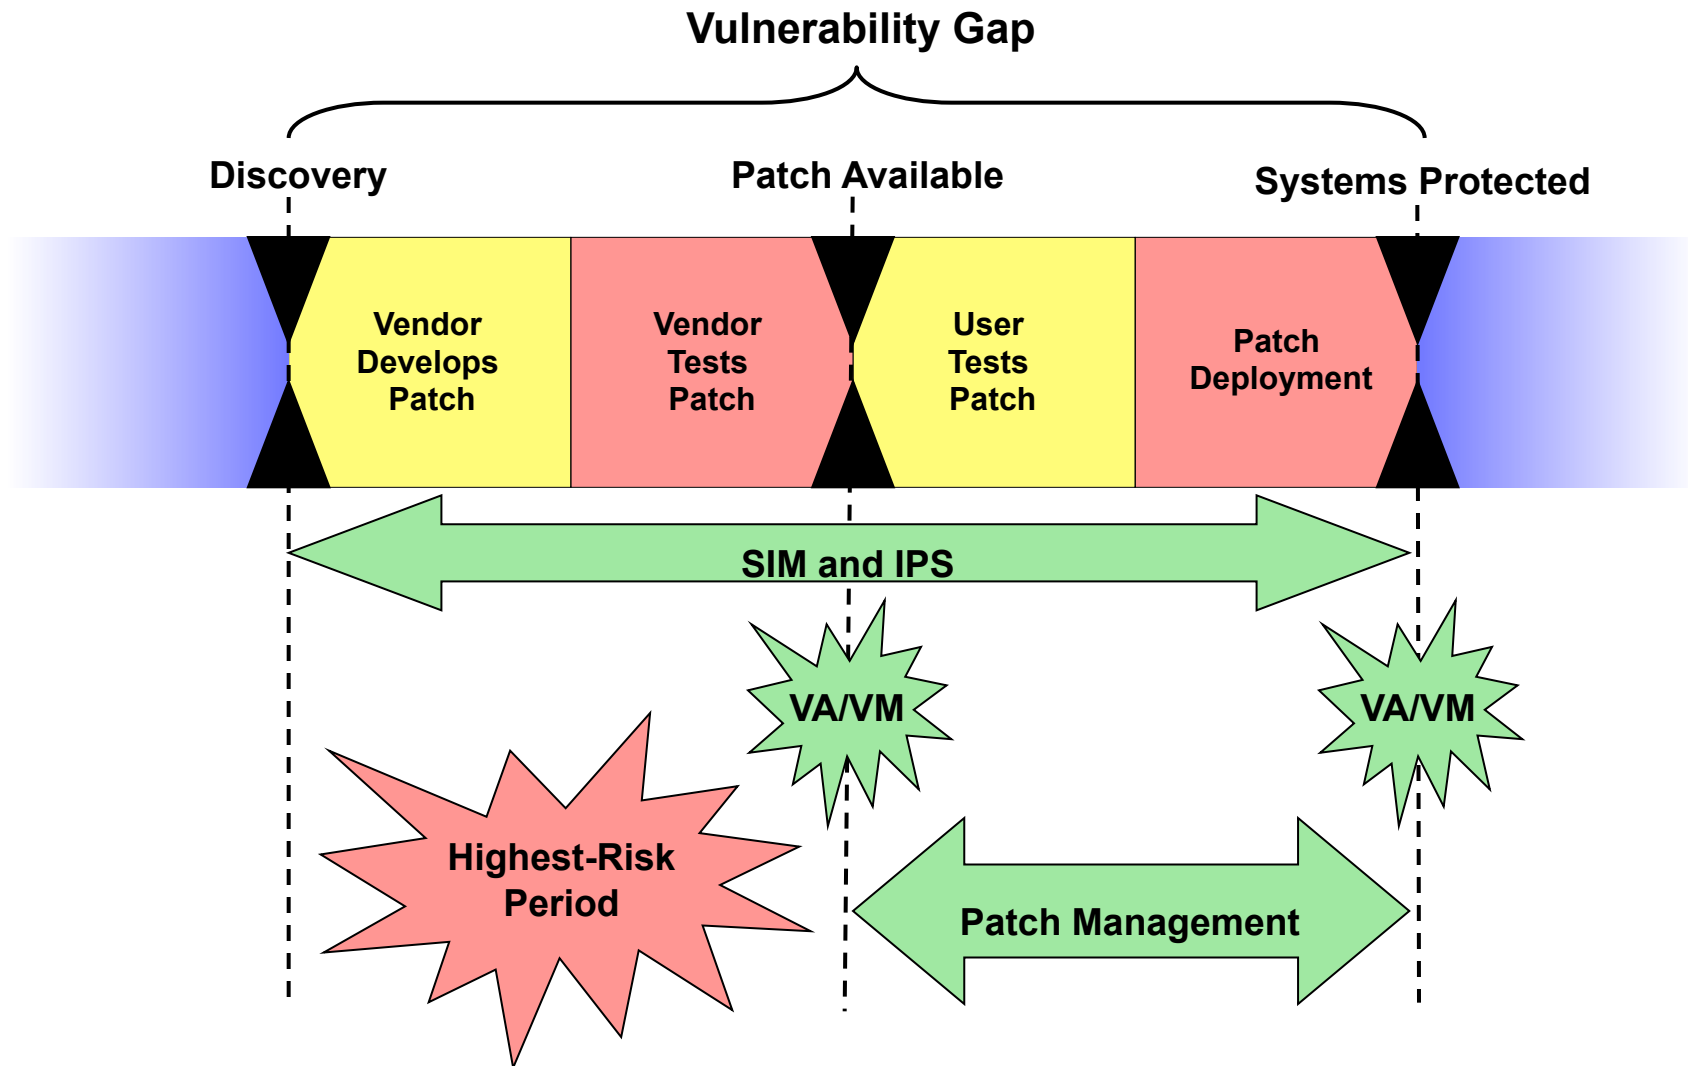 Vulnerability Gap
Discovery
Patch Available
Systems Protected
Vendor
Develops
Patch
Vendor
Tests
Patch
User
Tests
Patch
Patch
Deployment
SIM and IPS
VA/VM
VA/VM
Highest-Risk
Period
Patch Management